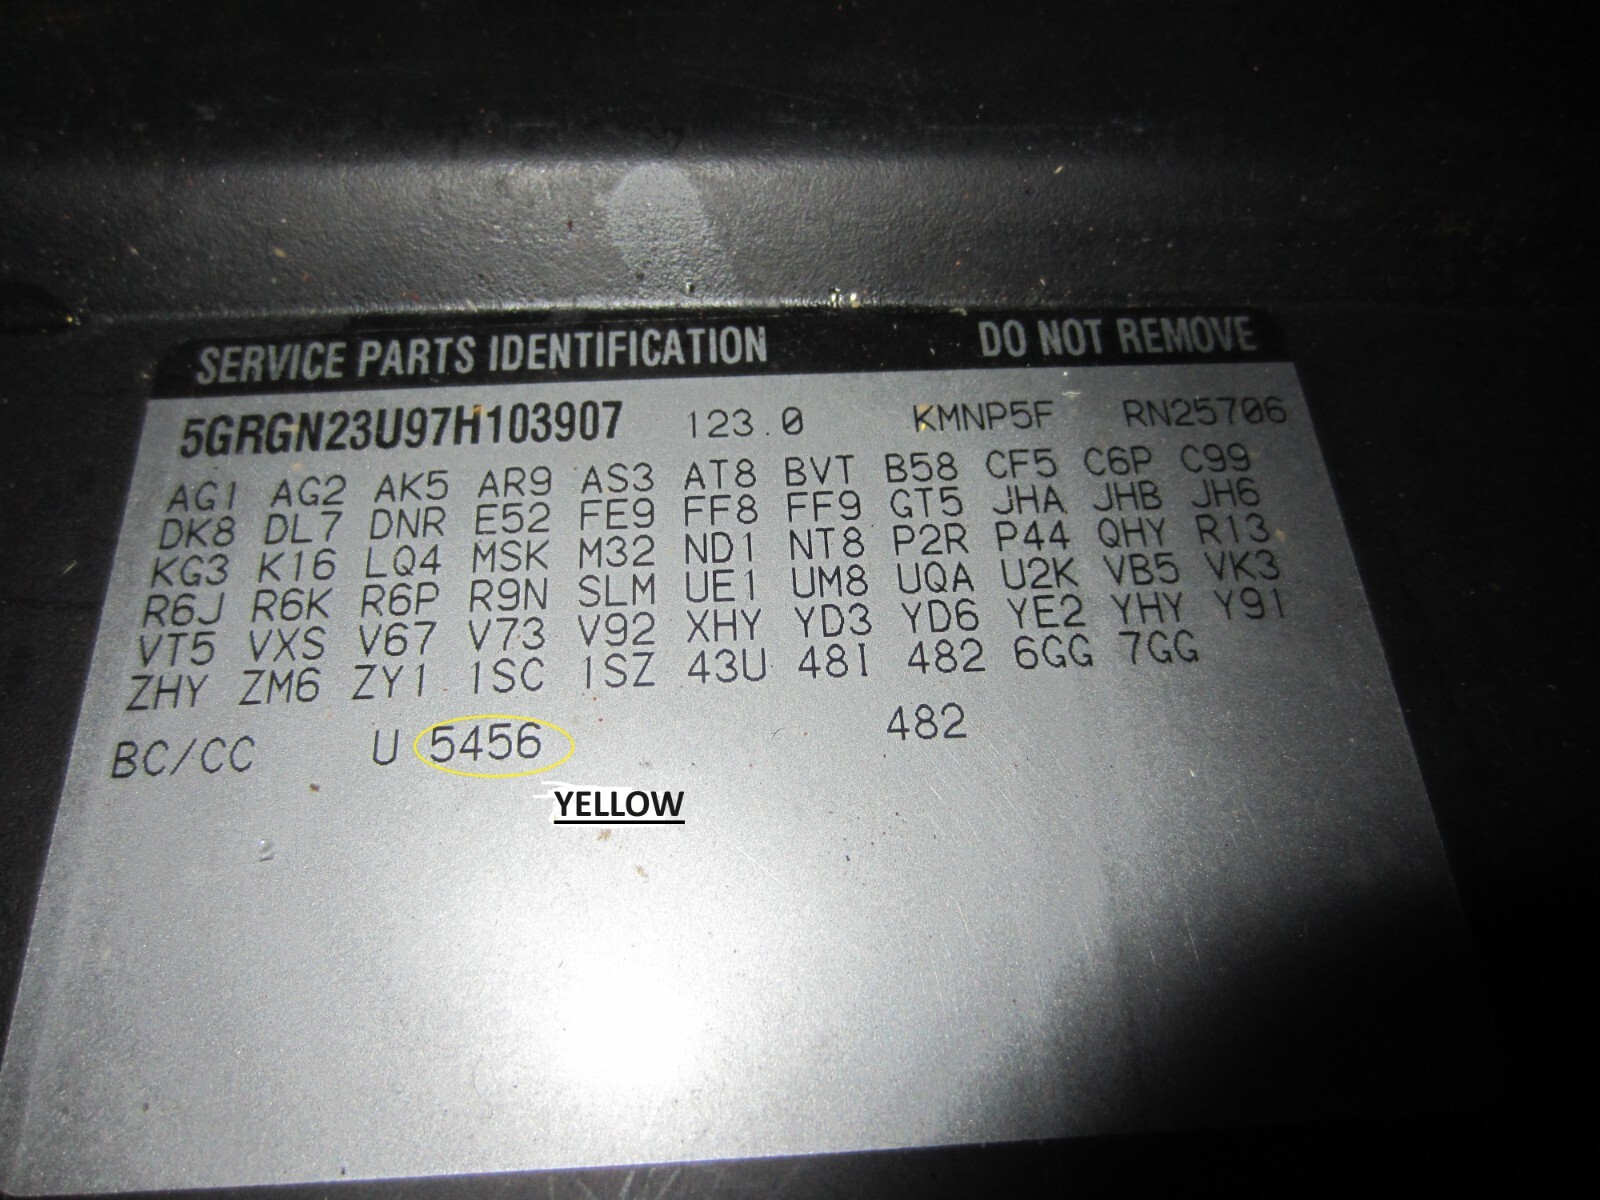 SERVICE PARTS IDENTIFICATION DO NOT REMOVE
5GRGN23U97H103907 123.0 KMNP5F RN25706
AG1 AG2 AK5 AR9 AS3 AT8 BVT B58 CF5 C6P C99
DK8 DL7 DNR E52 FE9 FF8 FF9 GT5 JHA JHB JH6
KG3 K16 LQ4 MSK M32 ND1 NT8 P2R P44 QHY R13
R6J R6K R6P R9N SLM UE1 UM8 UQA U2K VB5 VK3
VT5 VXS V67 V73 V92 XHY YD3 YD6 YE2 YHY Y91
ZHY ZM6 ZY1 1SC 1SZ 43U 48I 482 6GG 7GG
BC/CC U 5456 482
YELLOW